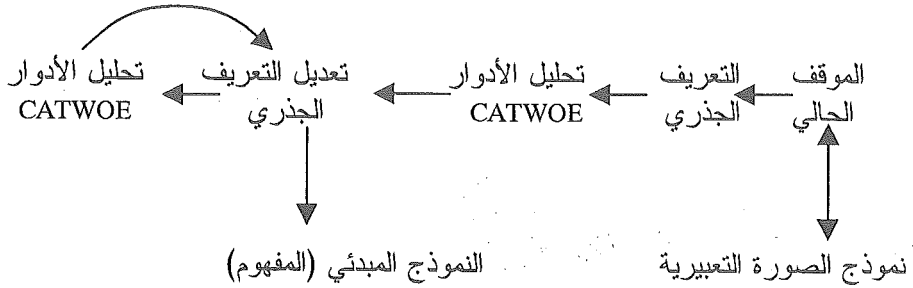 الموقف
الحالي
التعريف
الجذري
تحليل الأدوار
CATWOE
تعديل التعريف
الجذري
تحليل الأدوار
CATWOE
نموذج الصورة التعبيرية
النموذج المبدئي (المفهوم)